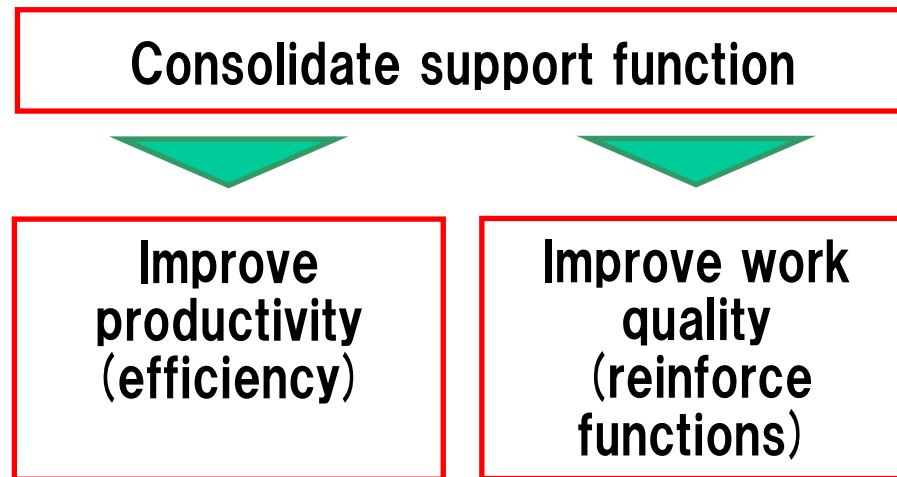 Consolidate support function
Improve
productivity
(efficiency)
Improve work
quality
(reinforce
functions)